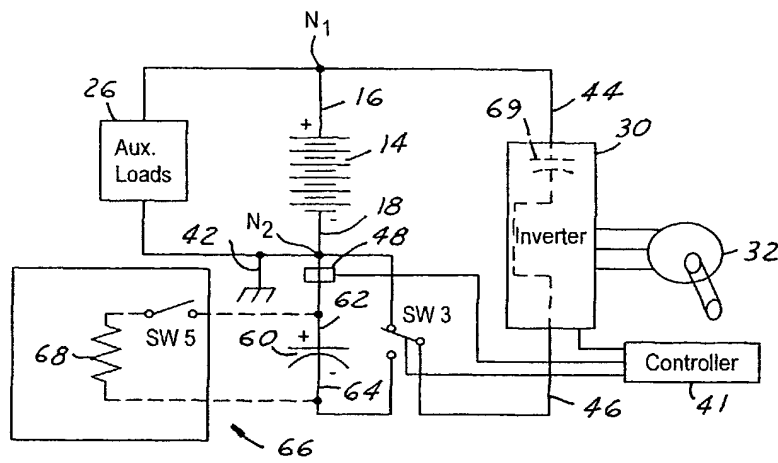 N1
26
16
44
69
30
+
Aux.
Loads
14
-
18
N2
42
48
Inverter
32
62
SW 5
SW 3
68
60
+
-
64
Controller
46
41
66